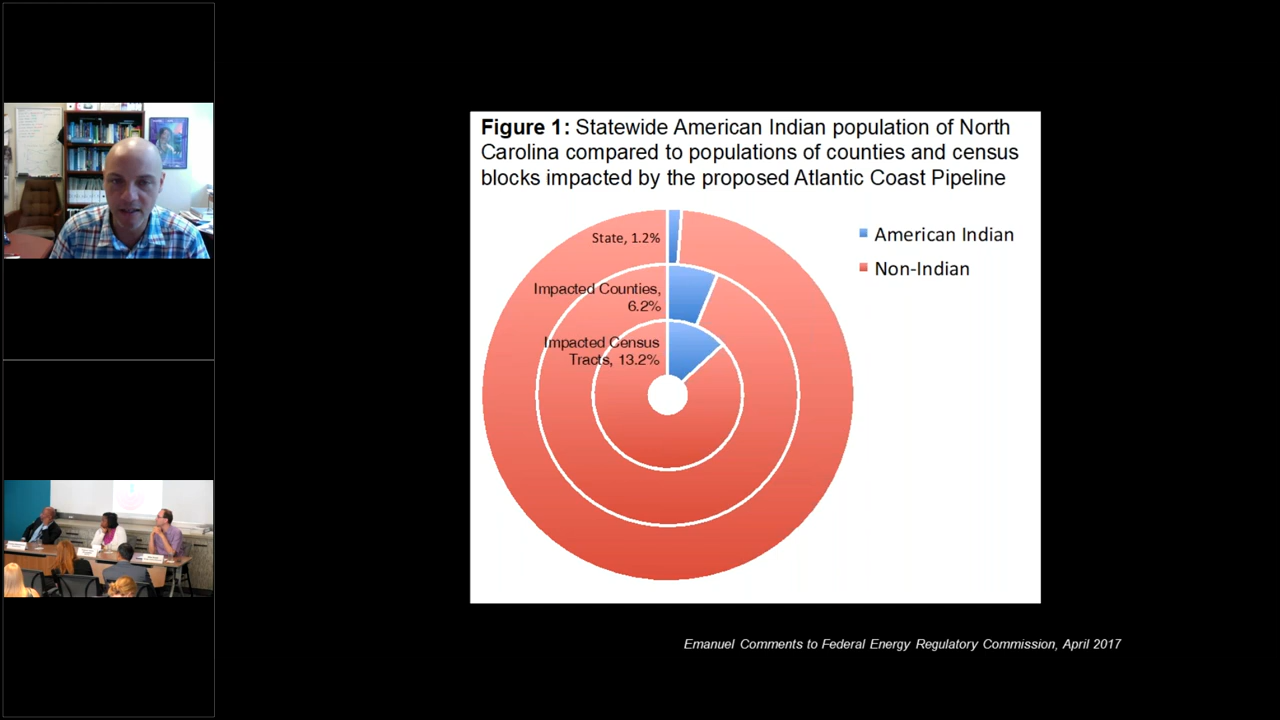 Figure 1: Statewide American Indian population of North
Carolina compared to populations of counties and census
blocks impacted by the proposed Atlantic Coast Pipeline
State, 1.2%
Impacted Counties,
6.2%
Impacted Census
Tracts, 13.2%
American Indian
Non-Indian
Emanuel Comments to Federal Energy Regulatory Commission, April 2017